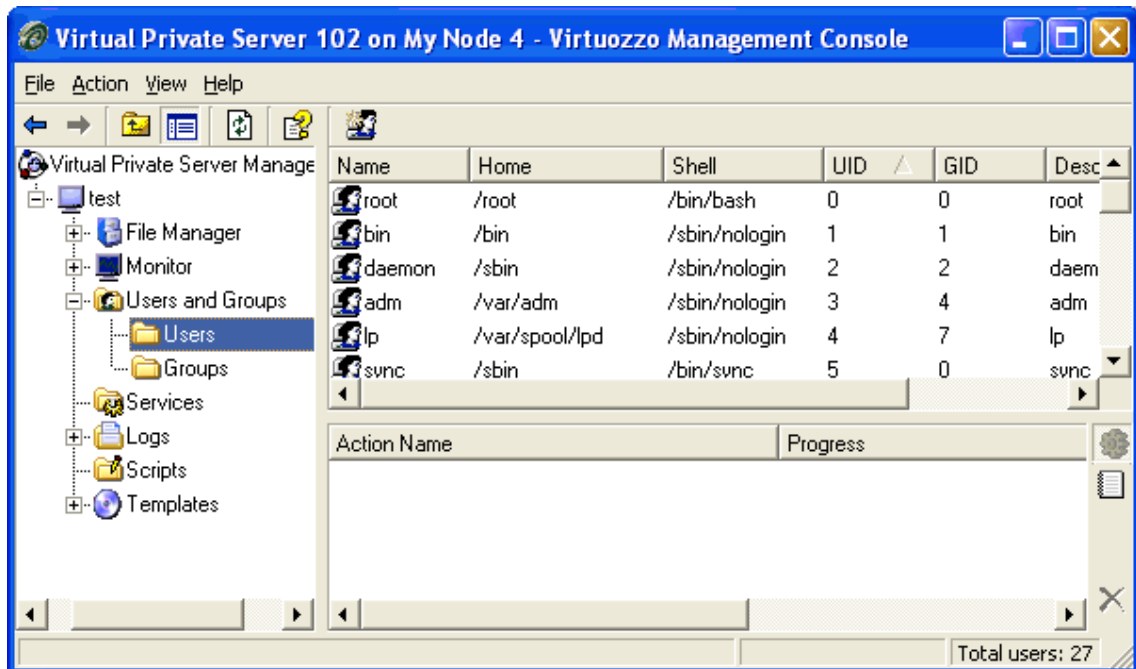 Virtual Private Server 102 on My Node 4 - Virtuozzo Management Console
File Action View Help
Virtual Private Server Manage
test
File Manager
Monitor
Users and Groups
Users
Groups
Services
Logs
Scripts
Templates
Name Home Shell UID GID Desc
root /root /bin/bash 0 0 root
bin /bin /sbin/nologin 1 1 bin
daemon /sbin /sbin/nologin 2 2 daem
adm /var/adm /sbin/nologin 3 4 adm
lp /var/spool/lpd /sbin/nologin 4 7 lp
sync /sbin /bin/sync 5 0 sync
Action Name Progress
Total users: 27